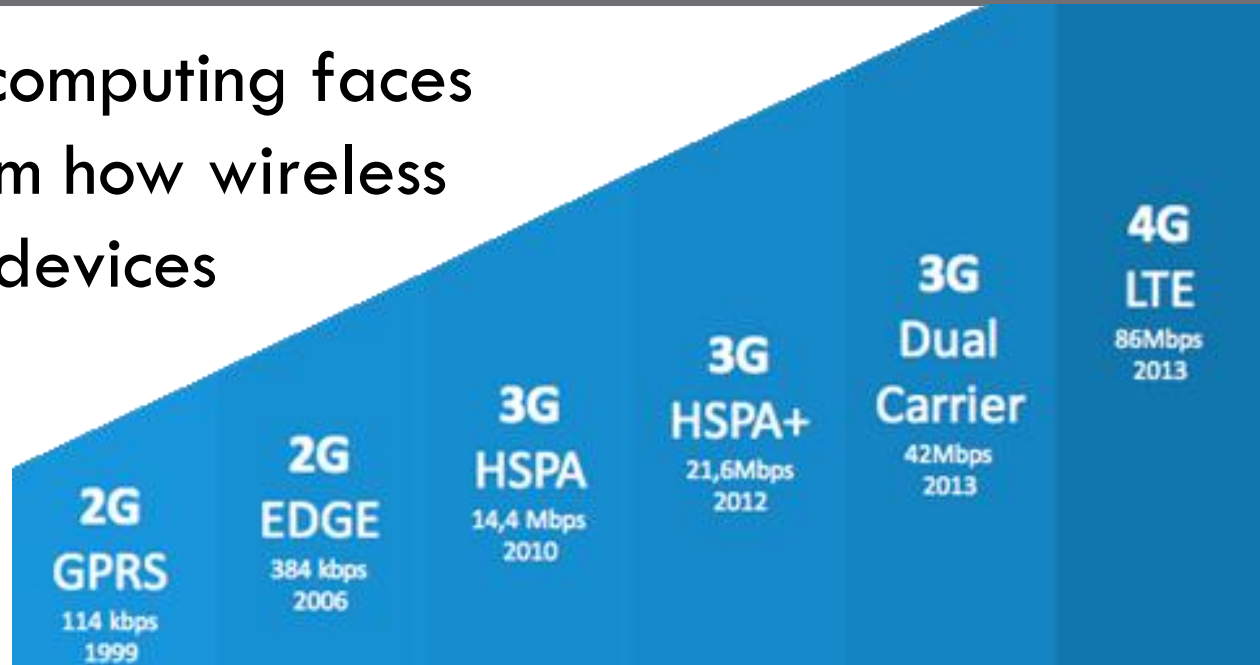 computing faces
m how wireless
devices
2G
GPRS
114 kbps
1999
2G
EDGE
384 kbps
2006
3G
HSPA
14,4 Mbps
2010
3G
HSPA+
21,6Mbps
2012
3G
Dual
Carrier
42Mbps
2013
4G
LTE
86Mbps
2013